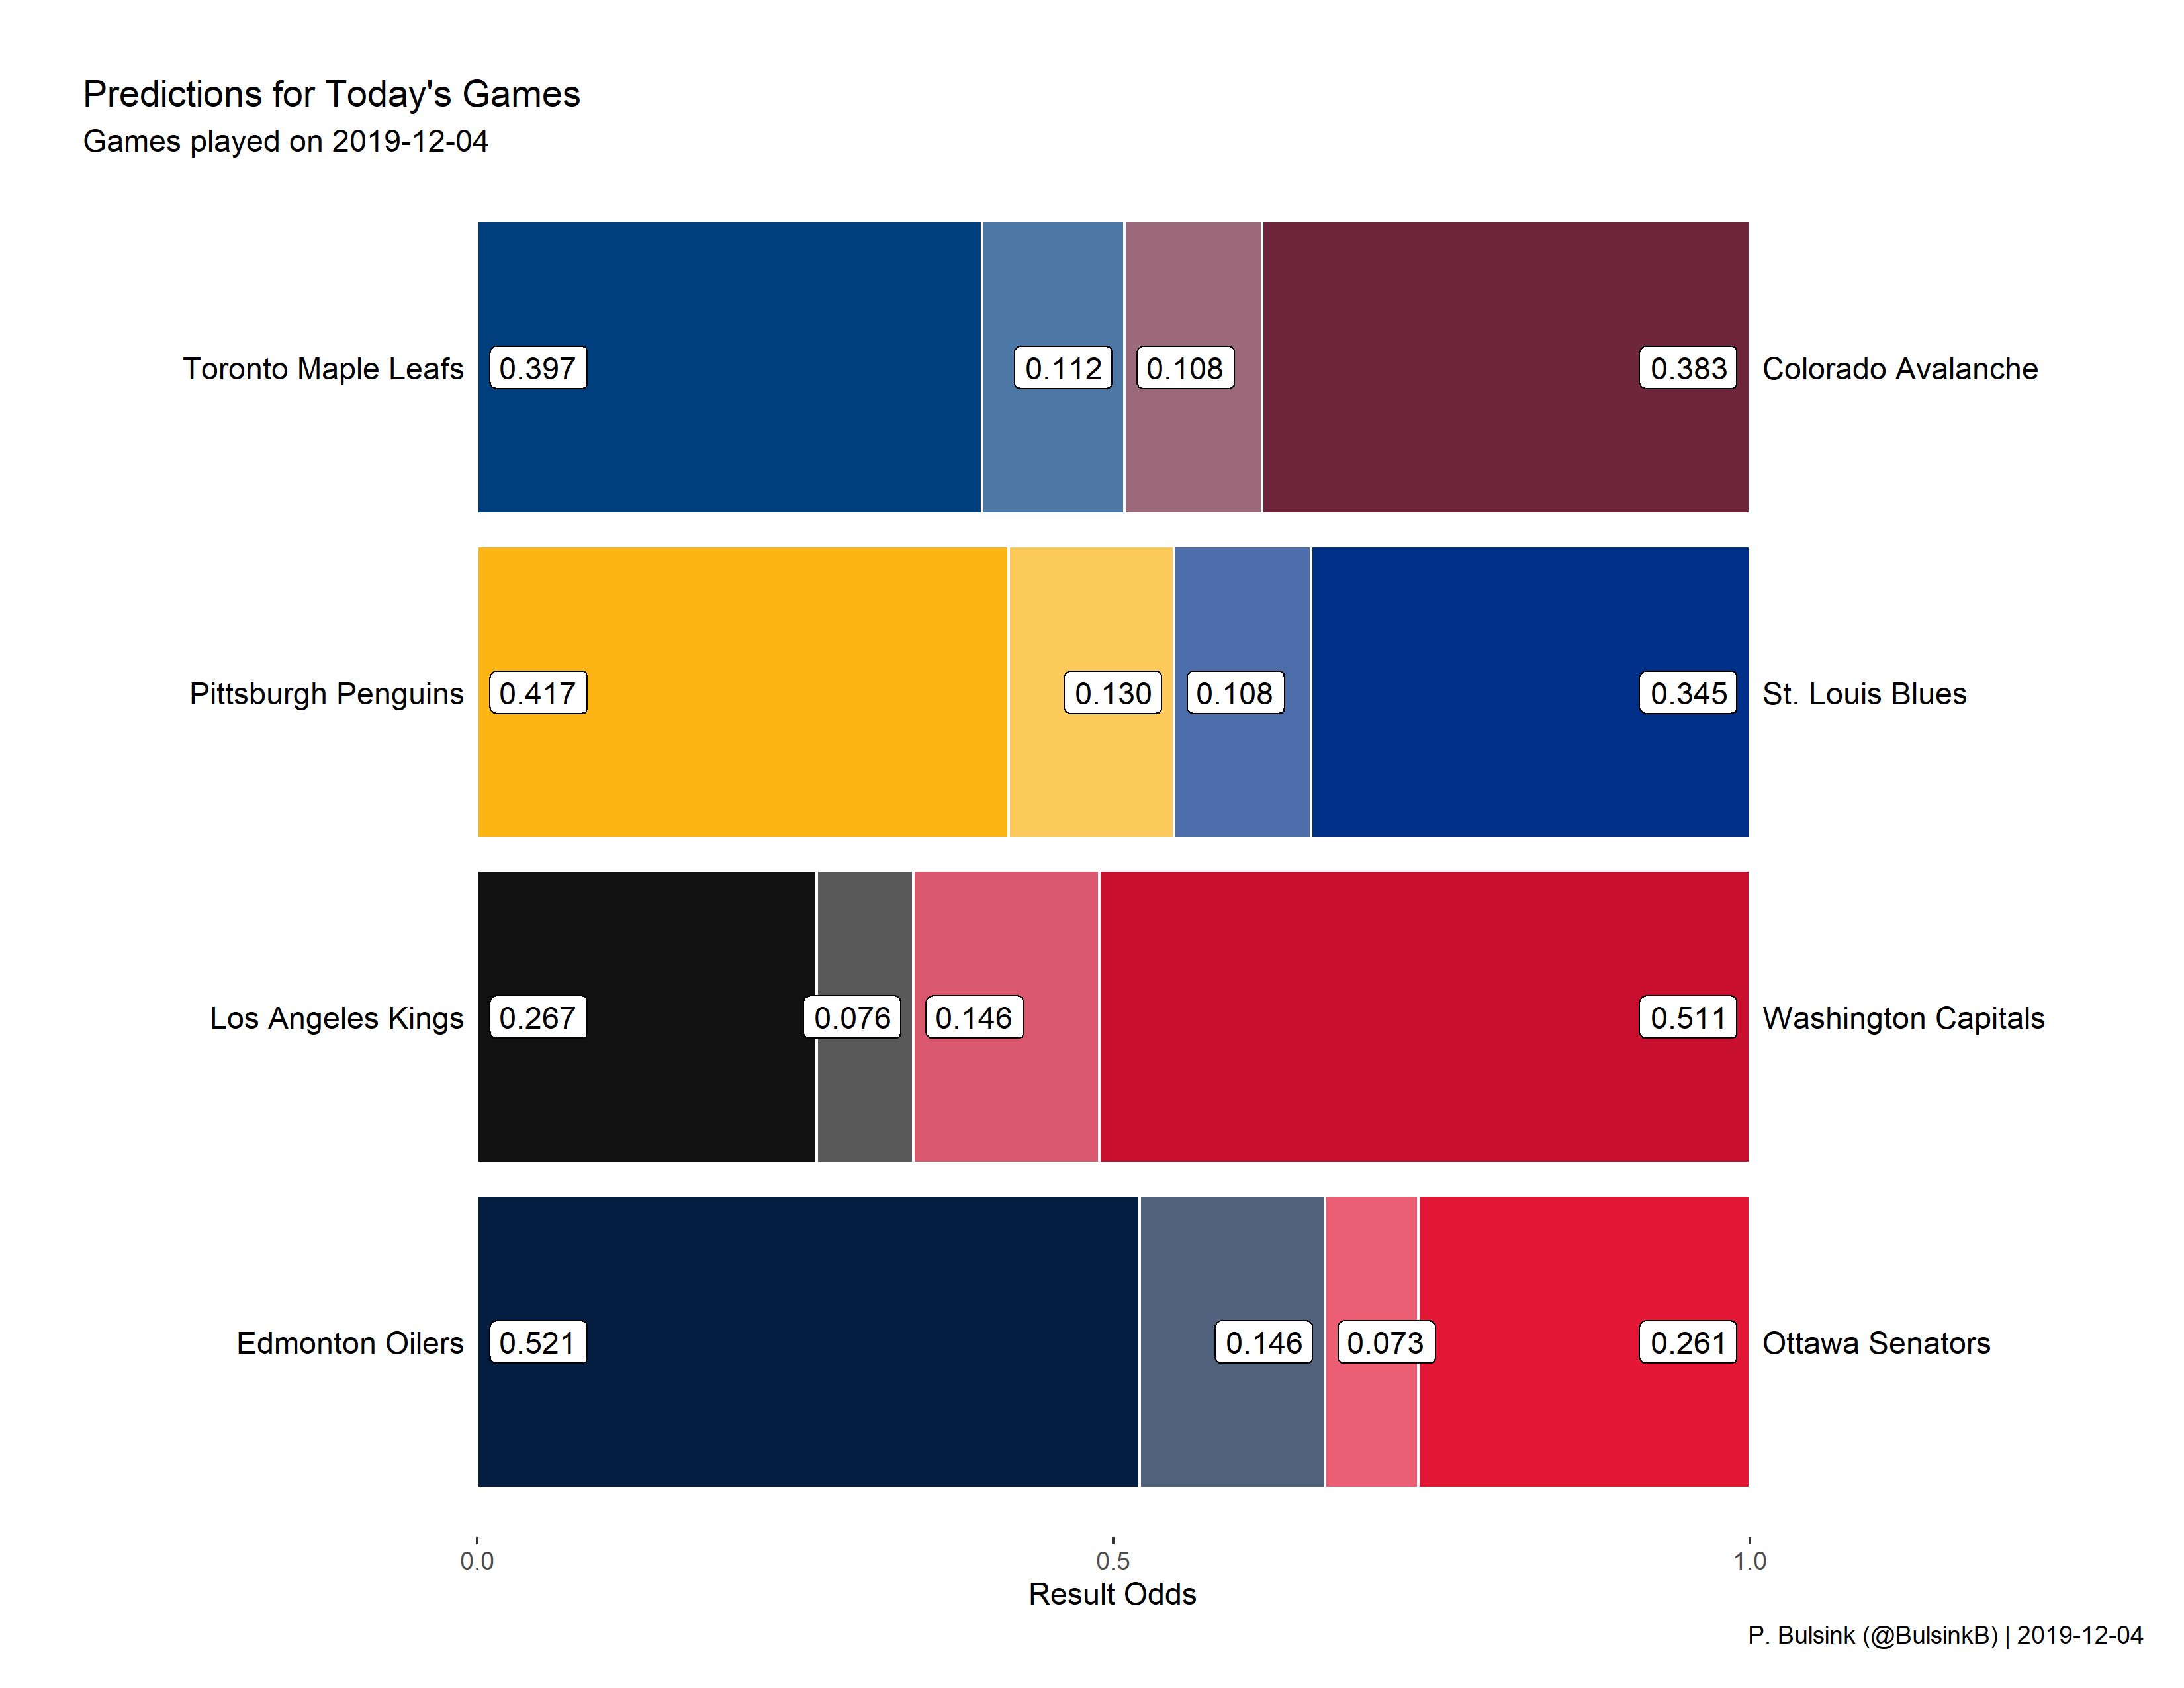 Predictions for Today's Games
Games played on 2019-12-04
Toronto Maple Leafs 0.397 0.112 0.108 0.383 Colorado Avalanche
Pittsburgh Penguins 0.417 0.130 0.108 0.345 St. Louis Blues
Los Angeles Kings 0.267 0.076 0.146 0.511 Washington Capitals
Edmonton Oilers 0.521 0.146 0.073 0.261 Ottawa Senators
0.0 0.5 1.0
Result Odds
P. Bulsink (@BulsinkB) | 2019-12-04